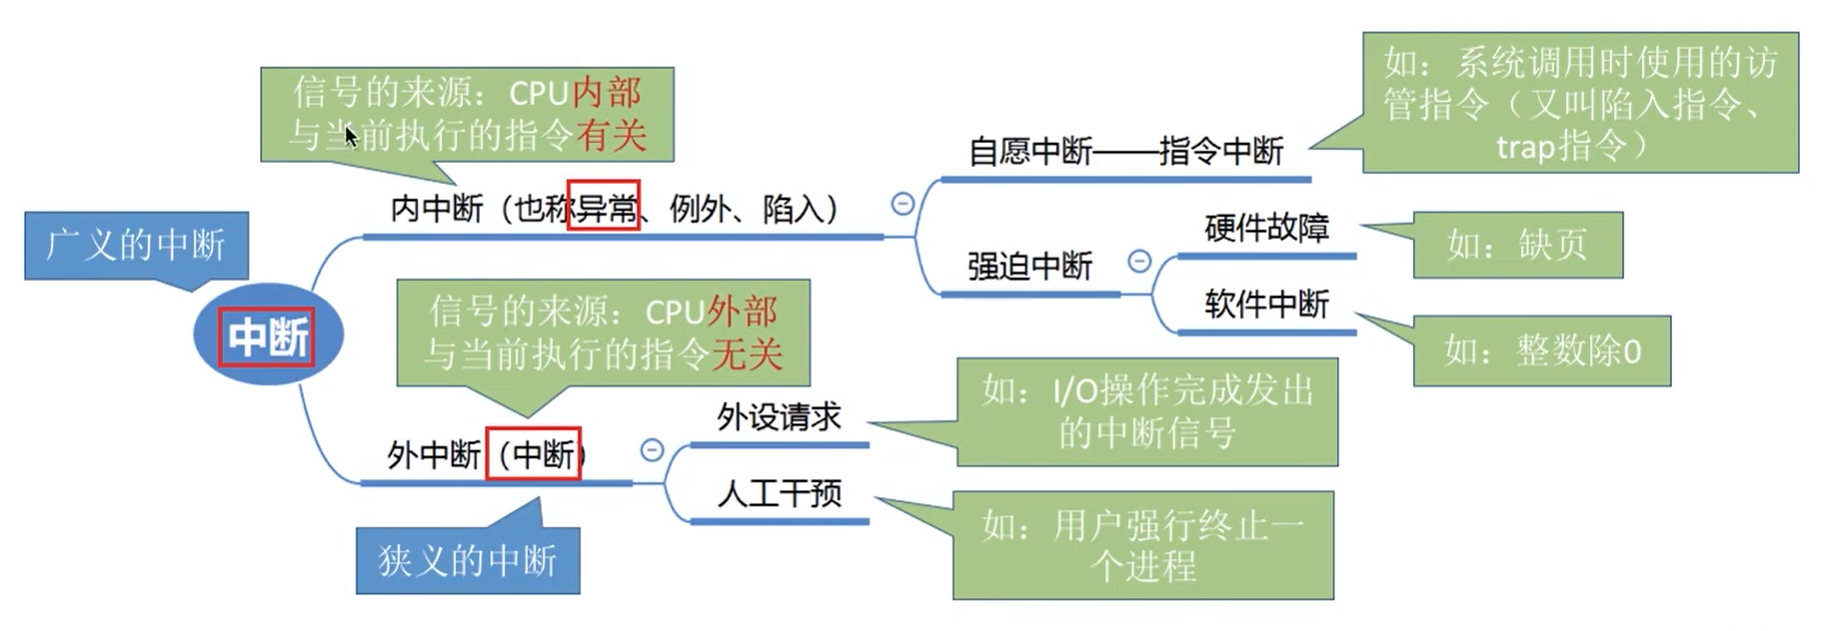 信号的来源：CPU内部
与当前执行的指令有关
如：系统调用时使用的访
管指令（又叫陷入指令、
trap指令）
自愿中断——指令中断
内中断（也称异常、例外、陷入）
广义的中断
硬件故障
如：缺页
强迫中断
信号的来源：CPU外部
与当前执行的指令无关
中断
软件中断
如：整数除0
如：I/O操作完成发出
的中断信号
外设请求
外中断（中断）
人工干预
如：用户强行终止一
个进程
狭义的中断